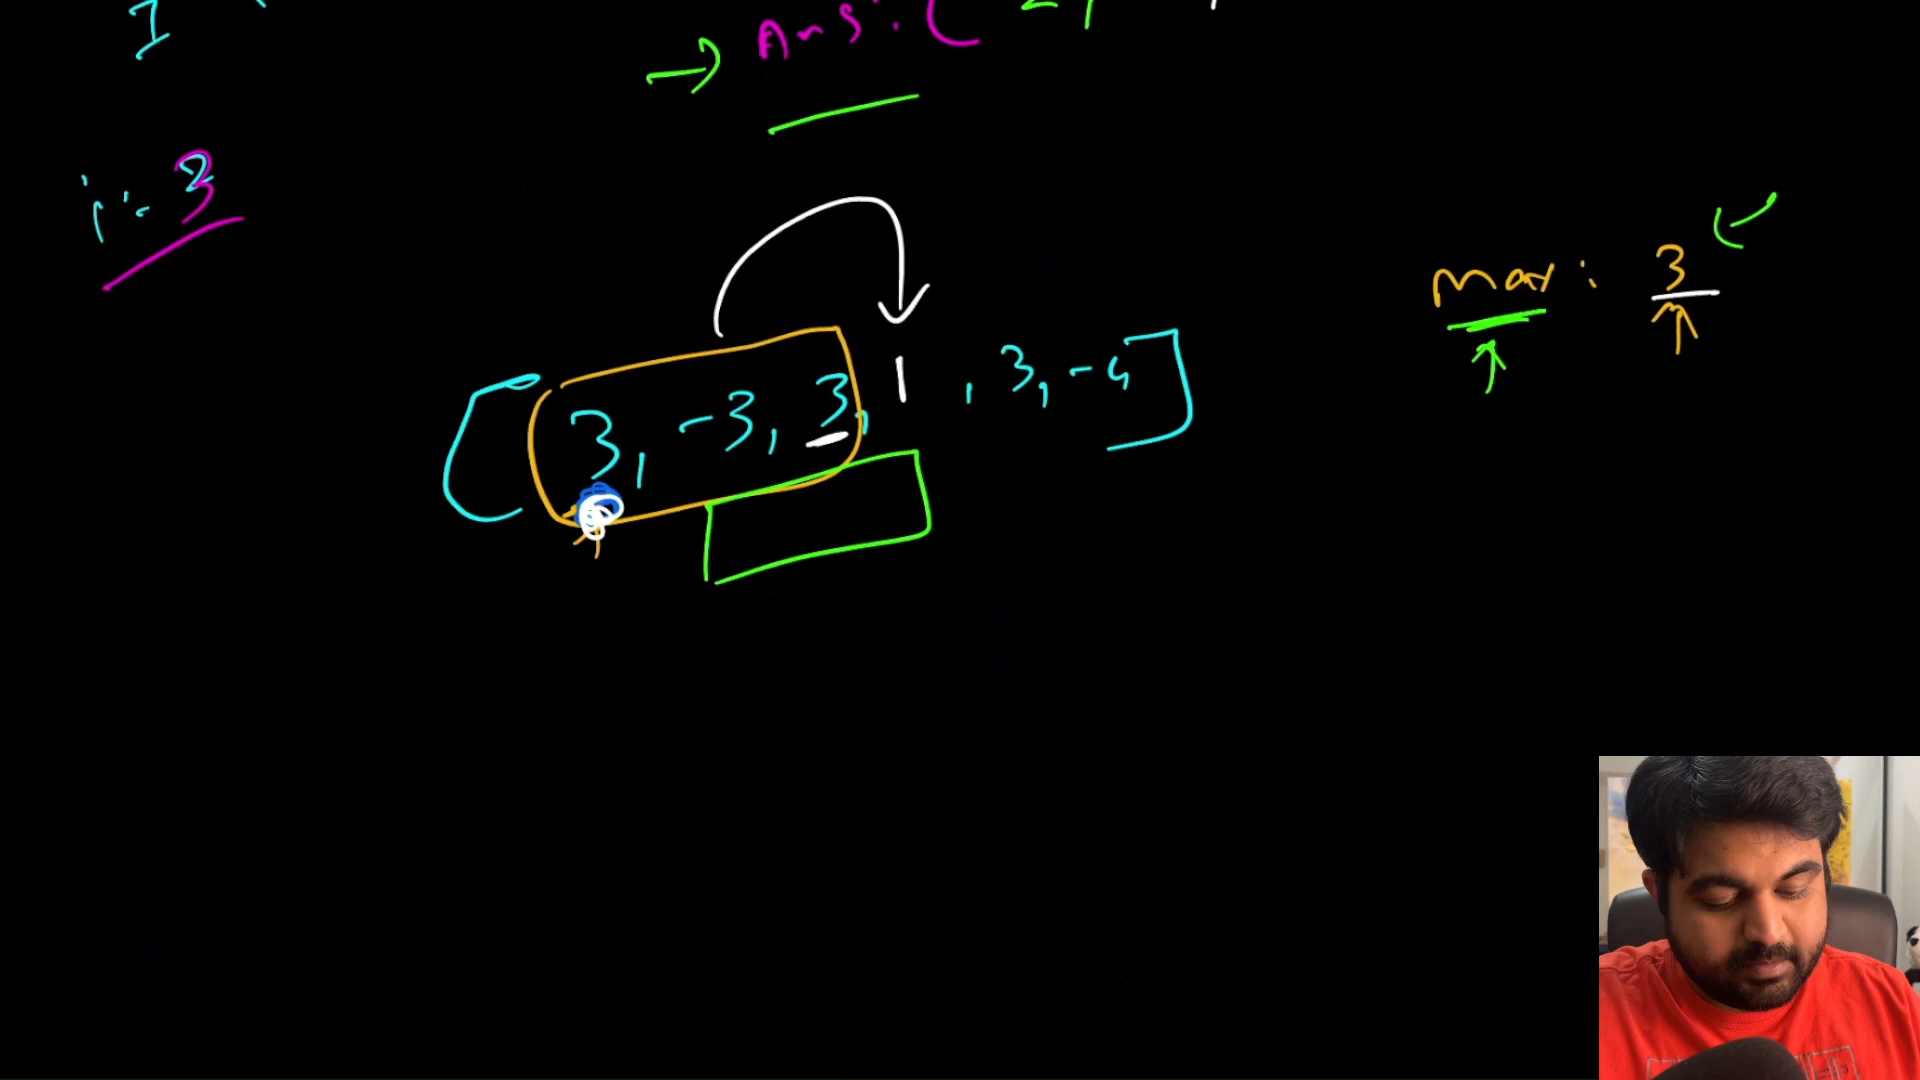 I
Ans:
i:- 3
max: 3
[3, -3, 3, 1 , 3, -4]